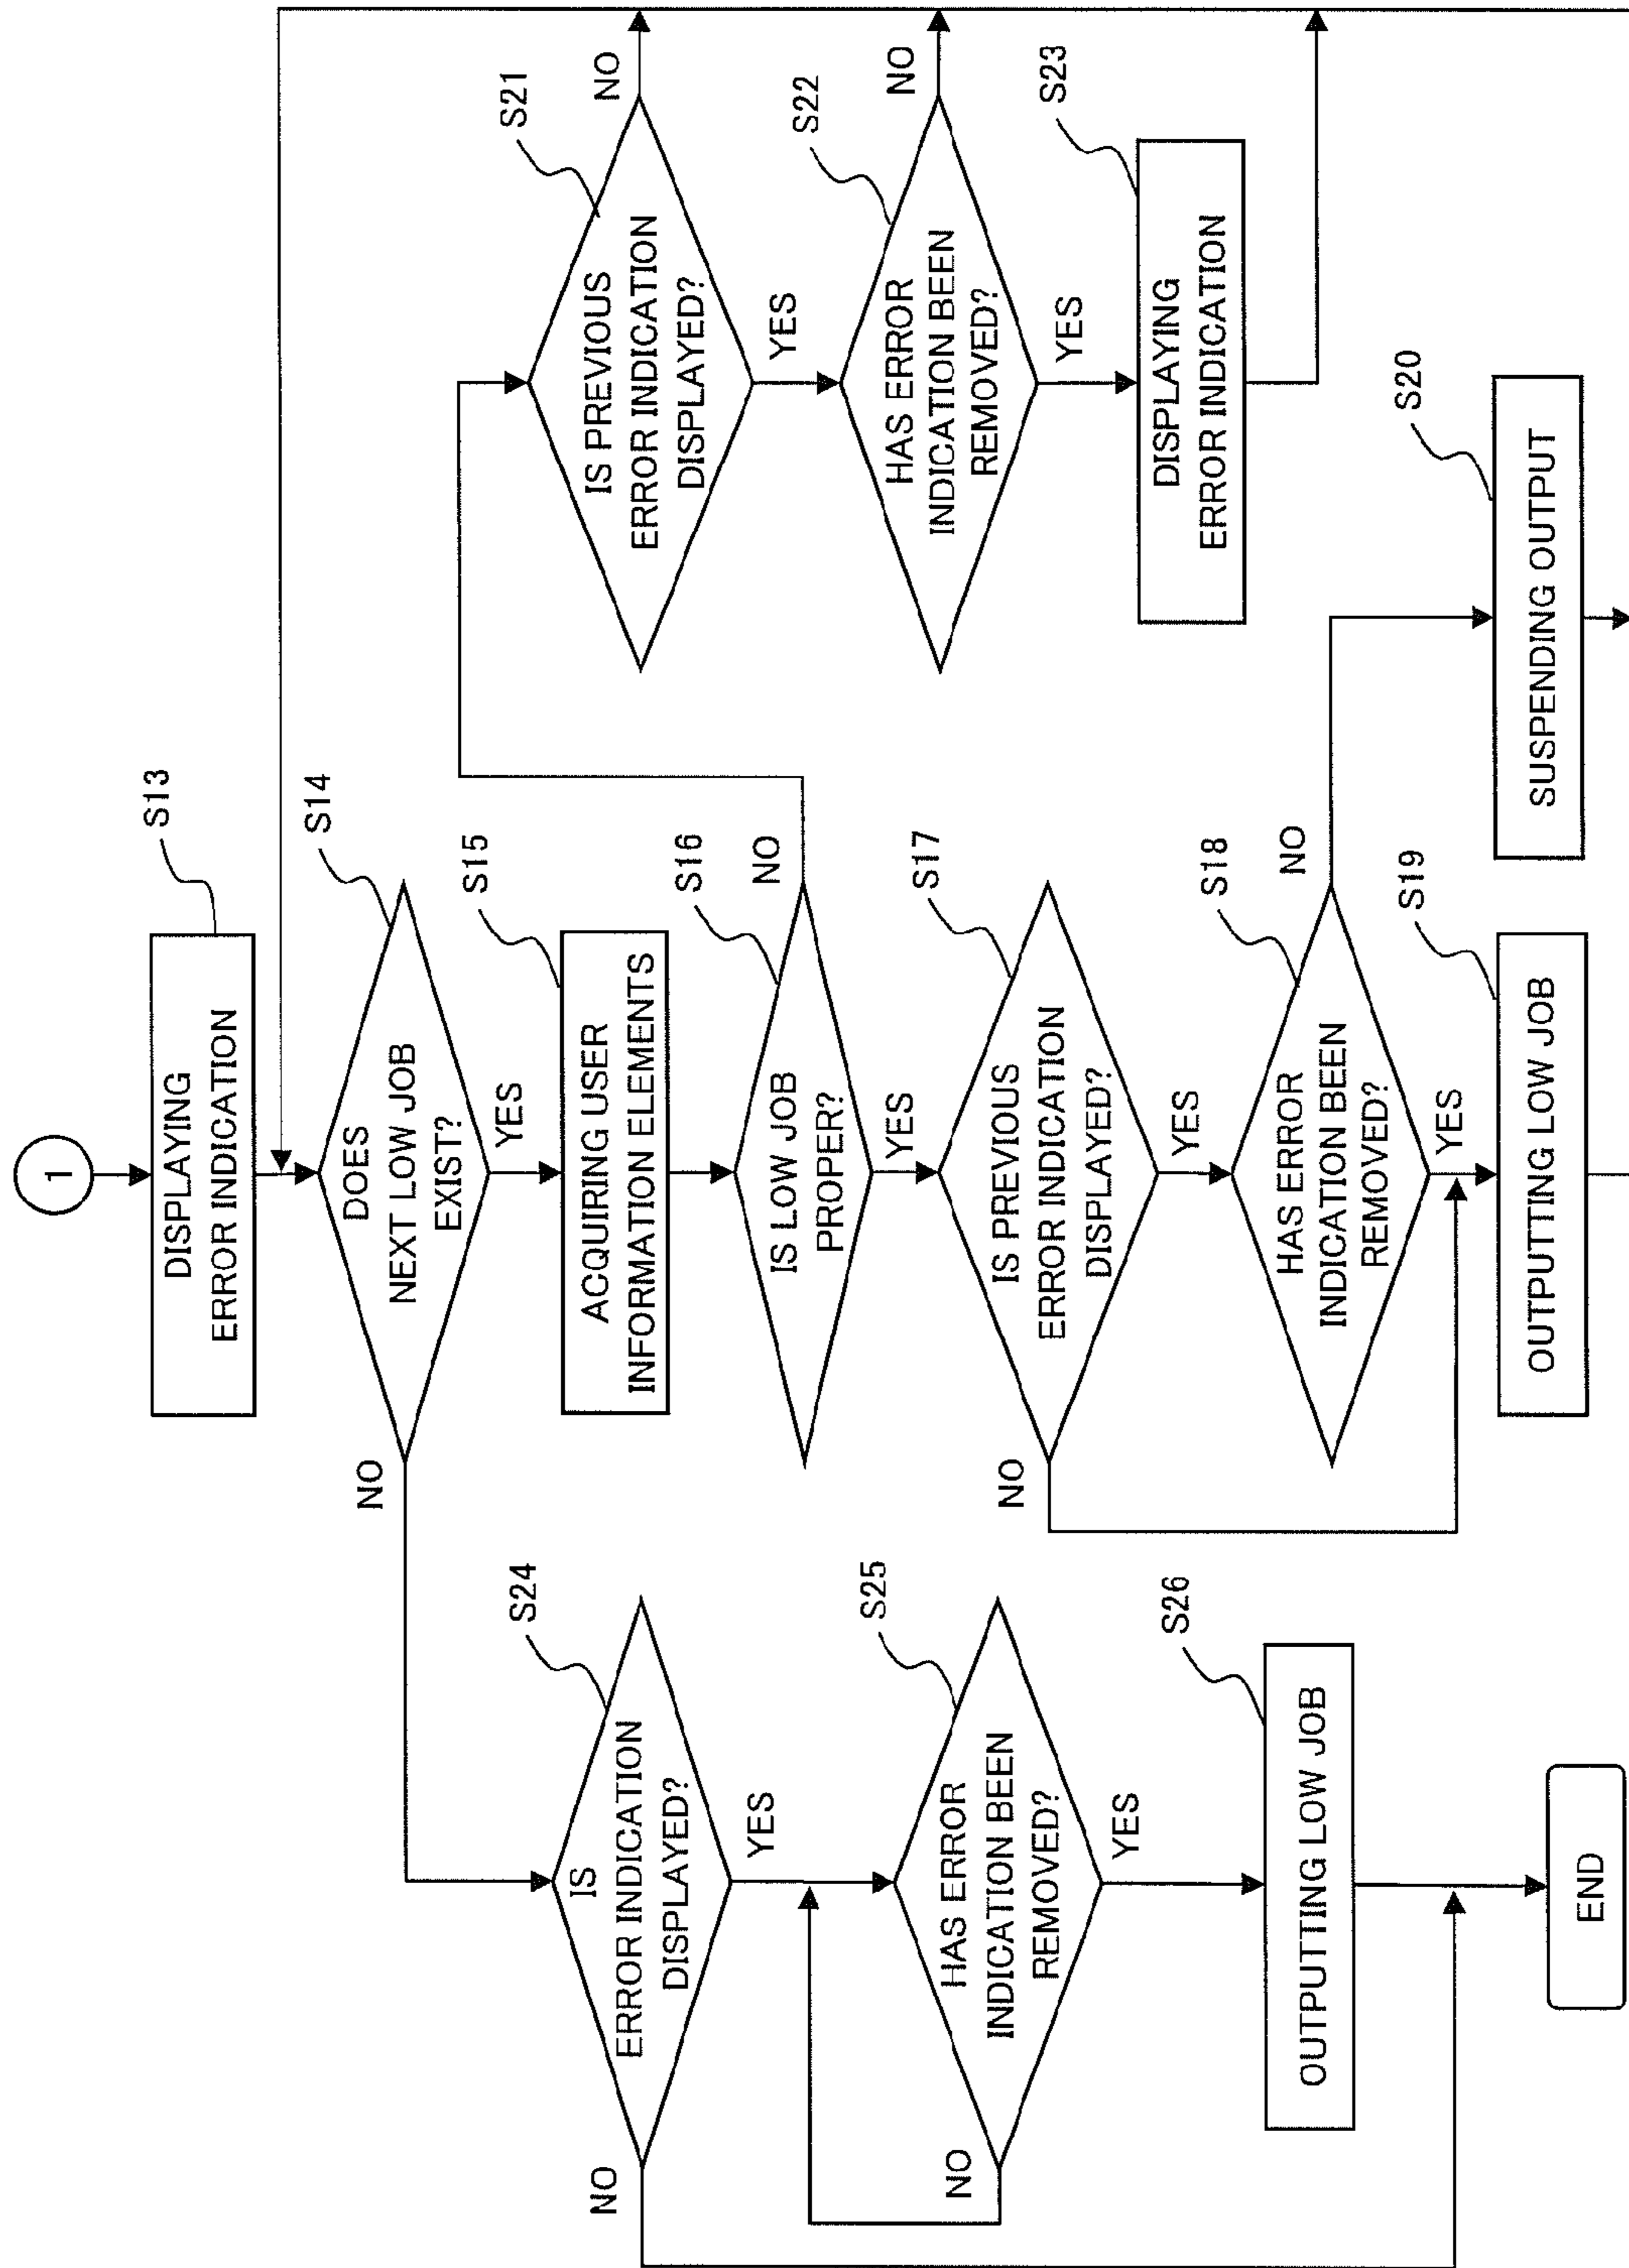 1
S13
DISPLAYING
ERROR INDICATION
S14
DOES
NEXT LOW JOB
EXIST?
NO
YES
S15
ACQUIRING USER
INFORMATION ELEMENTS
S16
IS LOW JOB
PROPER?
NO
YES
S17
IS PREVIOUS
ERROR INDICATION
DISPLAYED?
NO
YES
S18
HAS ERROR
INDICATION BEEN
REMOVED?
NO
YES
S19
OUTPUTTING LOW JOB
S20
SUSPENDING OUTPUT
S21
IS PREVIOUS
ERROR INDICATION
DISPLAYED?
NO
YES
S22
HAS ERROR
INDICATION BEEN
REMOVED?
NO
YES
S23
DISPLAYING
ERROR INDICATION
S24
IS
ERROR INDICATION
DISPLAYED?
NO
YES
S25
HAS ERROR
INDICATION BEEN
REMOVED?
NO
YES
S26
OUTPUTTING LOW JOB
END